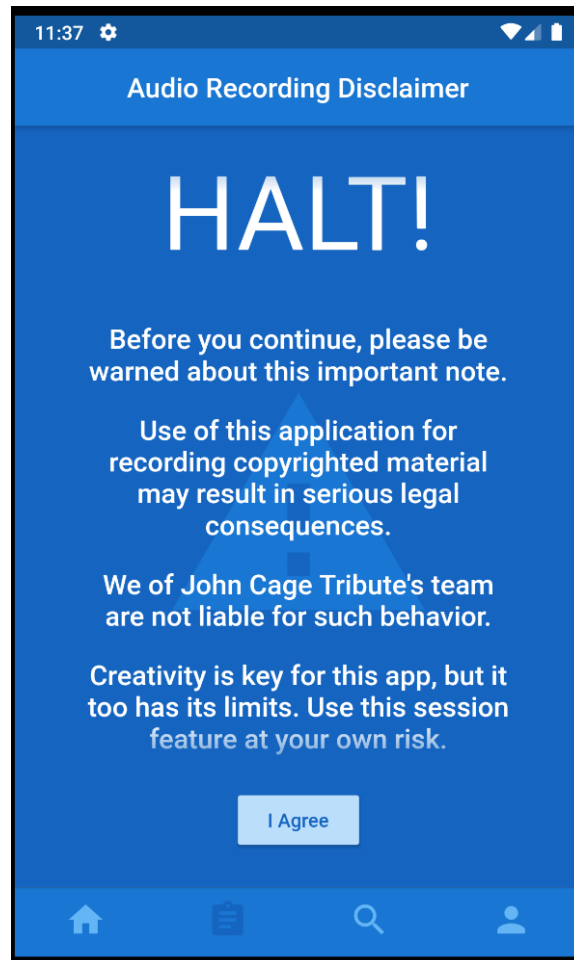 11:37
Audio Recording Disclaimer
HALT!
Before you continue, please be
warned about this important note.
Use of this application for
recording copyrighted material
may result in serious legal
consequences.
We of John Cage Tribute's team
are not liable for such behavior.
Creativity is key for this app, but it
too has its limits. Use this session
feature at your own risk.
I Agree